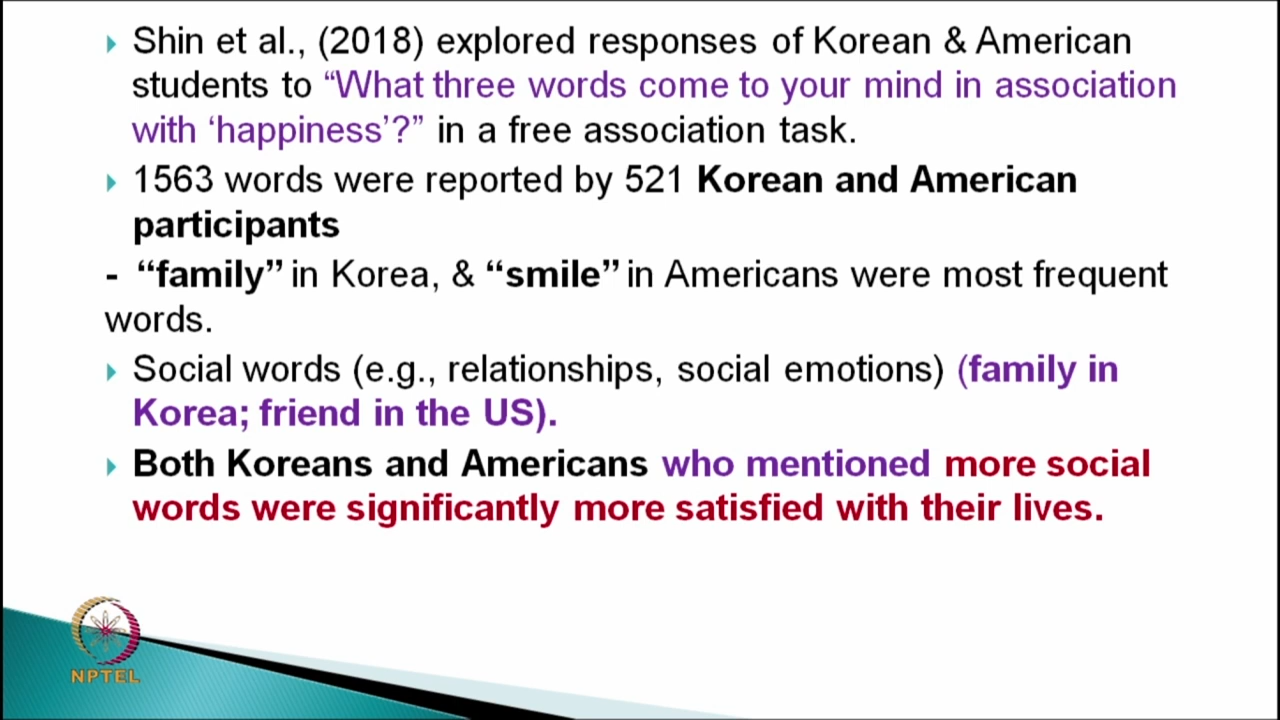 Shin et al., (2018) explored responses of Korean & American
students to “What three words come to your mind in association
with ‘happiness’?” in a free association task.
1563 words were reported by 521 Korean and American
participants
- “family” in Korea, & “smile” in Americans were most frequent
words.
Social words (e.g., relationships, social emotions) (family in
Korea; friend in the US).
Both Koreans and Americans who mentioned more social
words were significantly more satisfied with their lives.
NPTEL